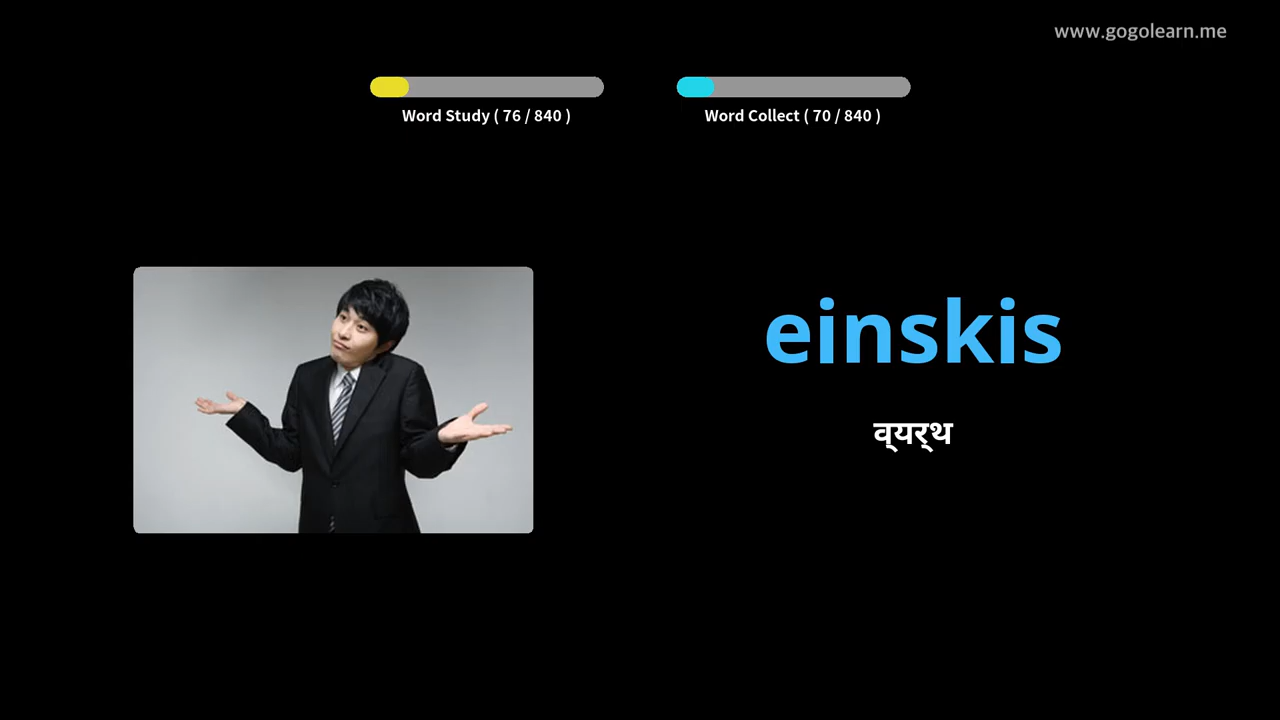 www.gogolearn.me
Word Study ( 76 / 840 )
Word Collect ( 70 / 840 )
einskis
व्यर्थ